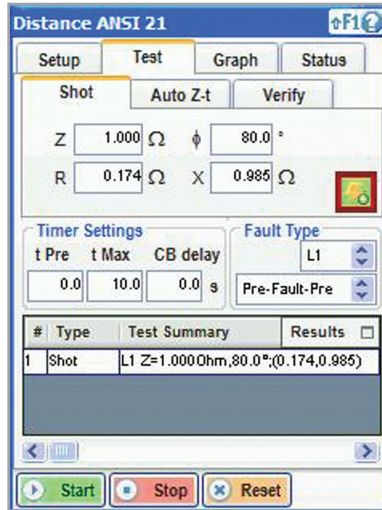 Distance ANSI 21 ⇧F1?
Setup Test Graph Status
Shot Auto Z-t Verify
Z 1.000 Ω ϕ 80.0 °
R 0.174 Ω X 0.985 Ω
Timer Settings Fault Type
t Pre t Max CB delay L1
0.0 10.0 0.0 s Pre-Fault-Pre
# Type Test Summary Results
1 Shot L1 Z=1.000Ohm,80.0°;(0.174,0.985)
Start Stop Reset